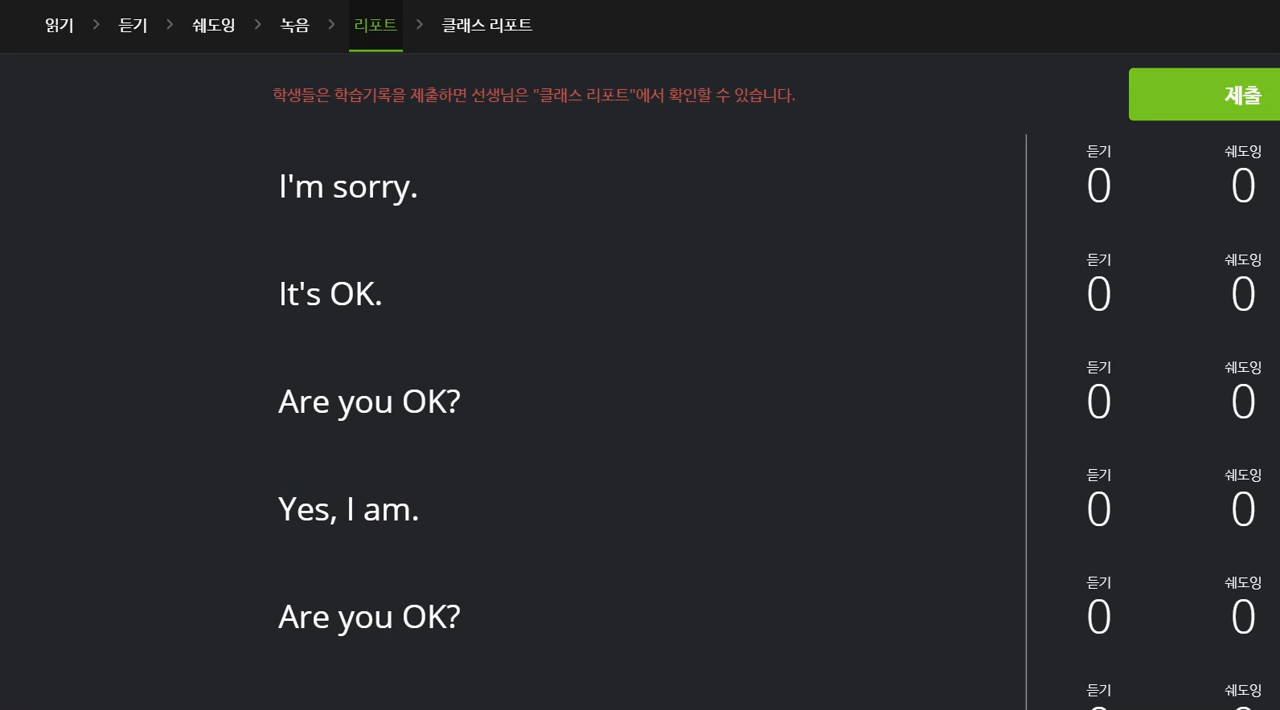 읽기 듣기 쉐도잉 녹음 리포트 클래스 리포트
학생들은 학습기록을 제출하면 선생님은 "클래스 리포트"에서 확인할 수 있습니다.
제출
듣기 쉐도잉
I'm sorry. 0 0
듣기 쉐도잉
It's OK. 0 0
듣기 쉐도잉
Are you OK? 0 0
듣기 쉐도잉
Yes, I am. 0 0
듣기 쉐도잉
Are you OK? 0 0
듣기 쉐도잉